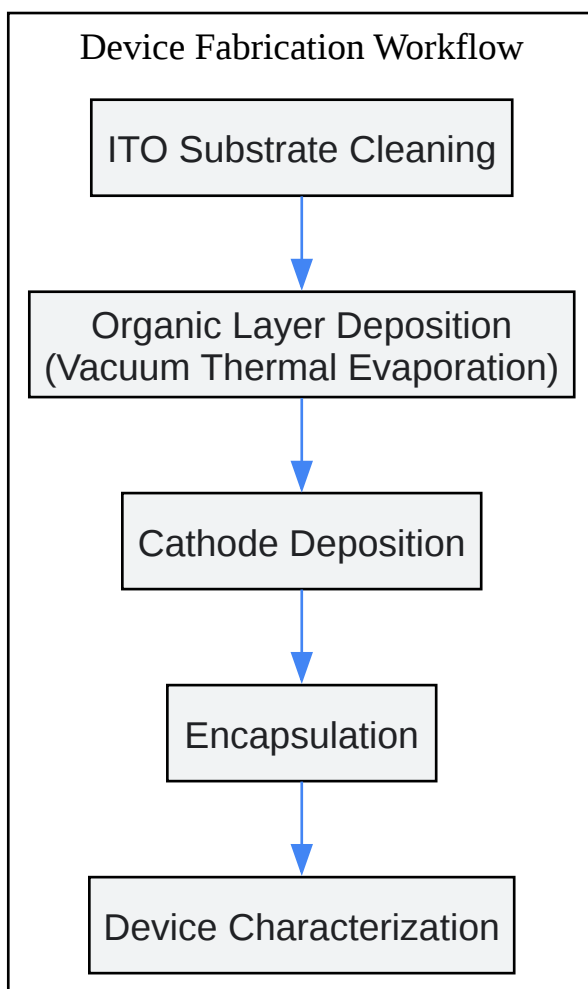 Device Fabrication Workflow
ITO Substrate Cleaning
Organic Layer Deposition
(Vacuum Thermal Evaporation)
Cathode Deposition
Encapsulation
Device Characterization